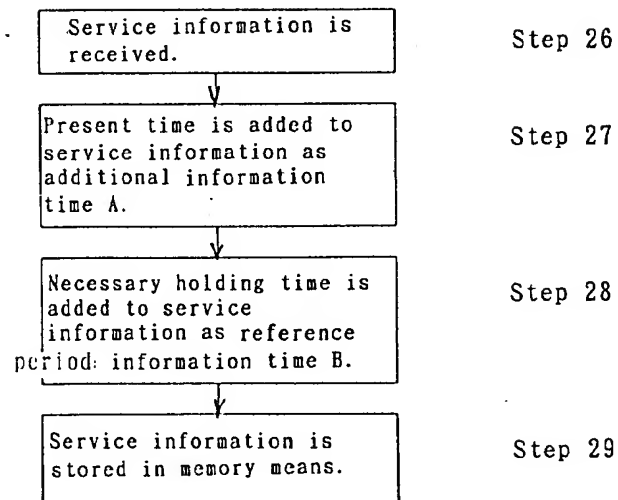 Service information is
received.
Step 26
Present time is added to
service information as
additional information
time A.
Step 27
Necessary holding time is
added to service
information as reference
period: information time B.
Step 28
Service information is
stored in memory means.
Step 29